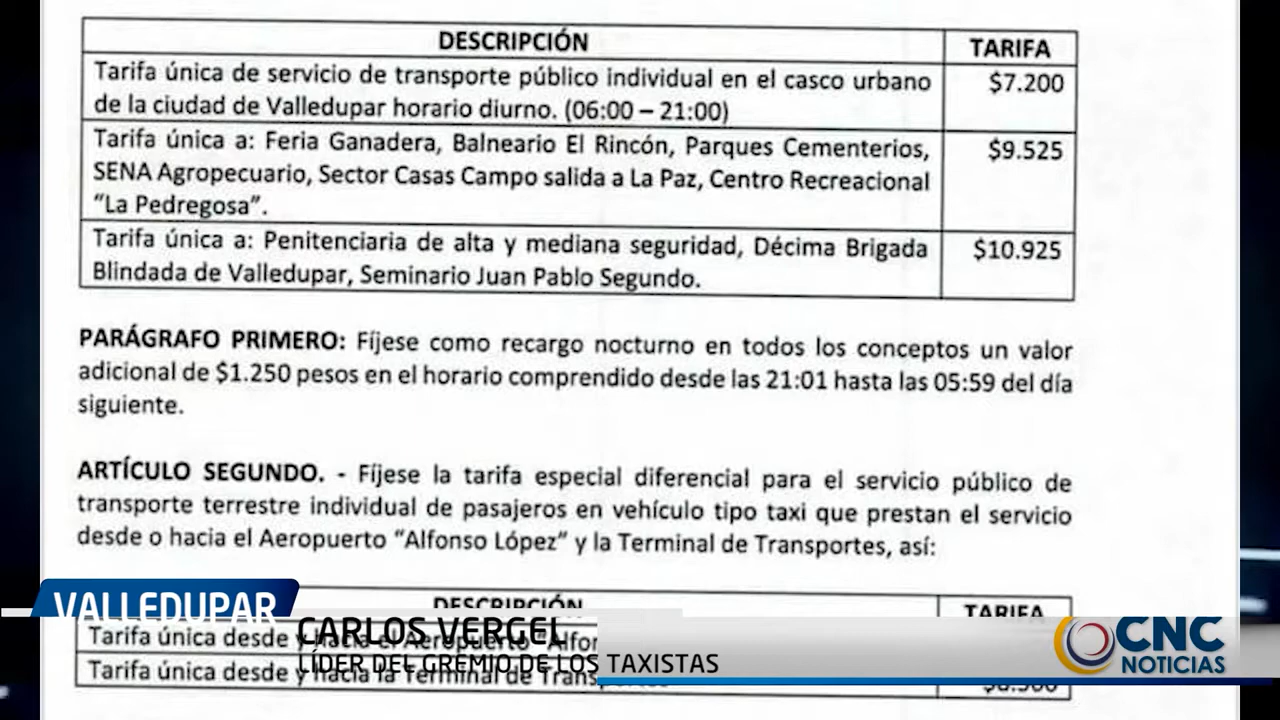 DESCRIPCIÓN TARIFA
Tarifa única de servicio de transporte público individual en el casco urbano $7.200
de la ciudad de Valledupar horario diurno. (06:00 – 21:00)
Tarifa única a: Feria Ganadera, Balneario El Rincón, Parques Cementerios, $9.525
SENA Agropecuario, Sector Casas Campo salida a La Paz, Centro Recreacional
“La Pedregosa”.
Tarifa única a: Penitenciaria de alta y mediana seguridad, Décima Brigada $10.925
Blindada de Valledupar, Seminario Juan Pablo Segundo.
PARÁGRAFO PRIMERO: Fíjese como recargo nocturno en todos los conceptos un valor
adicional de $1.250 pesos en el horario comprendido desde las 21:01 hasta las 05:59 del día
siguiente.
ARTÍCULO SEGUNDO. - Fíjese la tarifa especial diferencial para el servicio público de
transporte terrestre individual de pasajeros en vehículo tipo taxi que prestan el servicio
desde o hacia el Aeropuerto “Alfonso López” y la Terminal de Transportes, así:
DESCRIPCIÓN TARIFA
Tarifa única desde y hacia el Aeropuerto
Tarifa única desde y hacia la Terminal de
VALLEDUPAR
CARLOS VERGEL
LÍDER DEL GREMIO DE LOS TAXISTAS
CNC
NOTICIAS